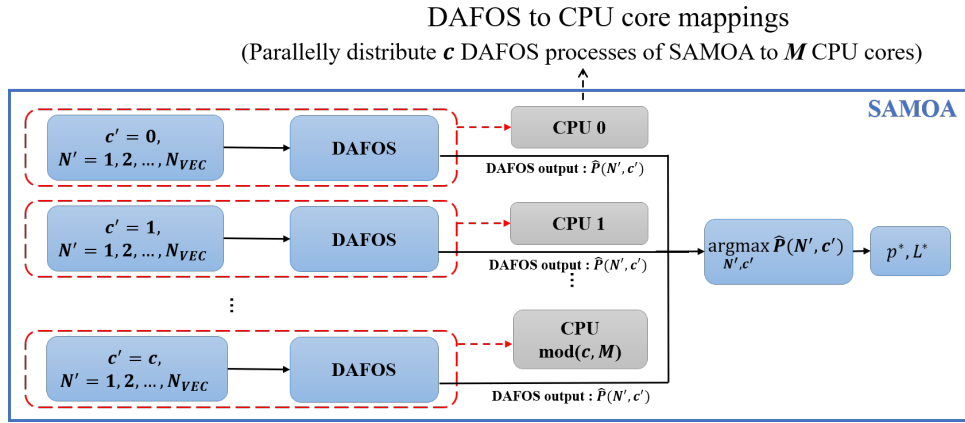 DAFOS to CPU core mappings
(Parallelly distribute c DAFOS processes of SAMOA to M CPU cores)
SAMOA
c′ = 0,
N′ = 1, 2, ..., N_VEC
DAFOS
CPU 0
DAFOS output : P̂(N′, c′)
c′ = 1,
N′ = 1, 2, ..., N_VEC
DAFOS
CPU 1
DAFOS output : P̂(N′, c′)
⋮
⋮
c′ = c,
N′ = 1, 2, ..., N_VEC
DAFOS
CPU
mod(c, M)
DAFOS output : P̂(N′, c′)
argmax P̂(N′, c′)
N′,c′
p*, L*